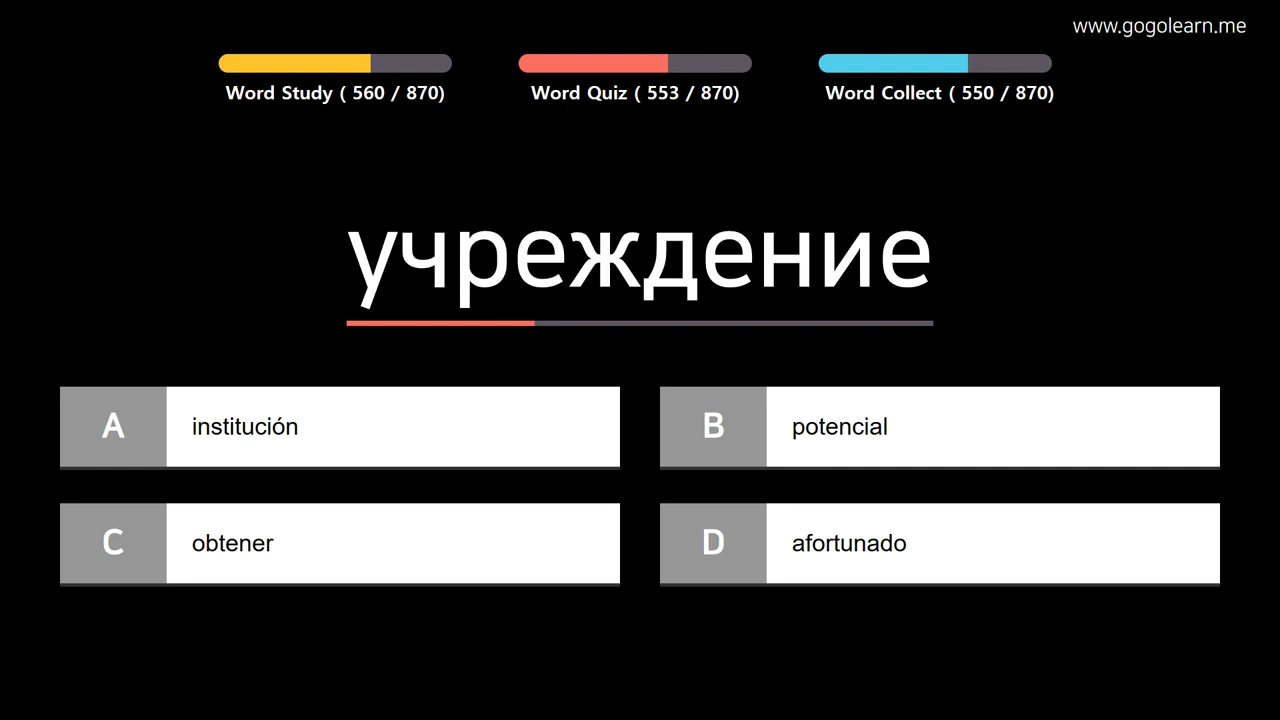 www.gogolearn.me
Word Study ( 560 / 870)
Word Quiz ( 553 / 870)
Word Collect ( 550 / 870)
учреждение
A institución
B potencial
C obtener
D afortunado